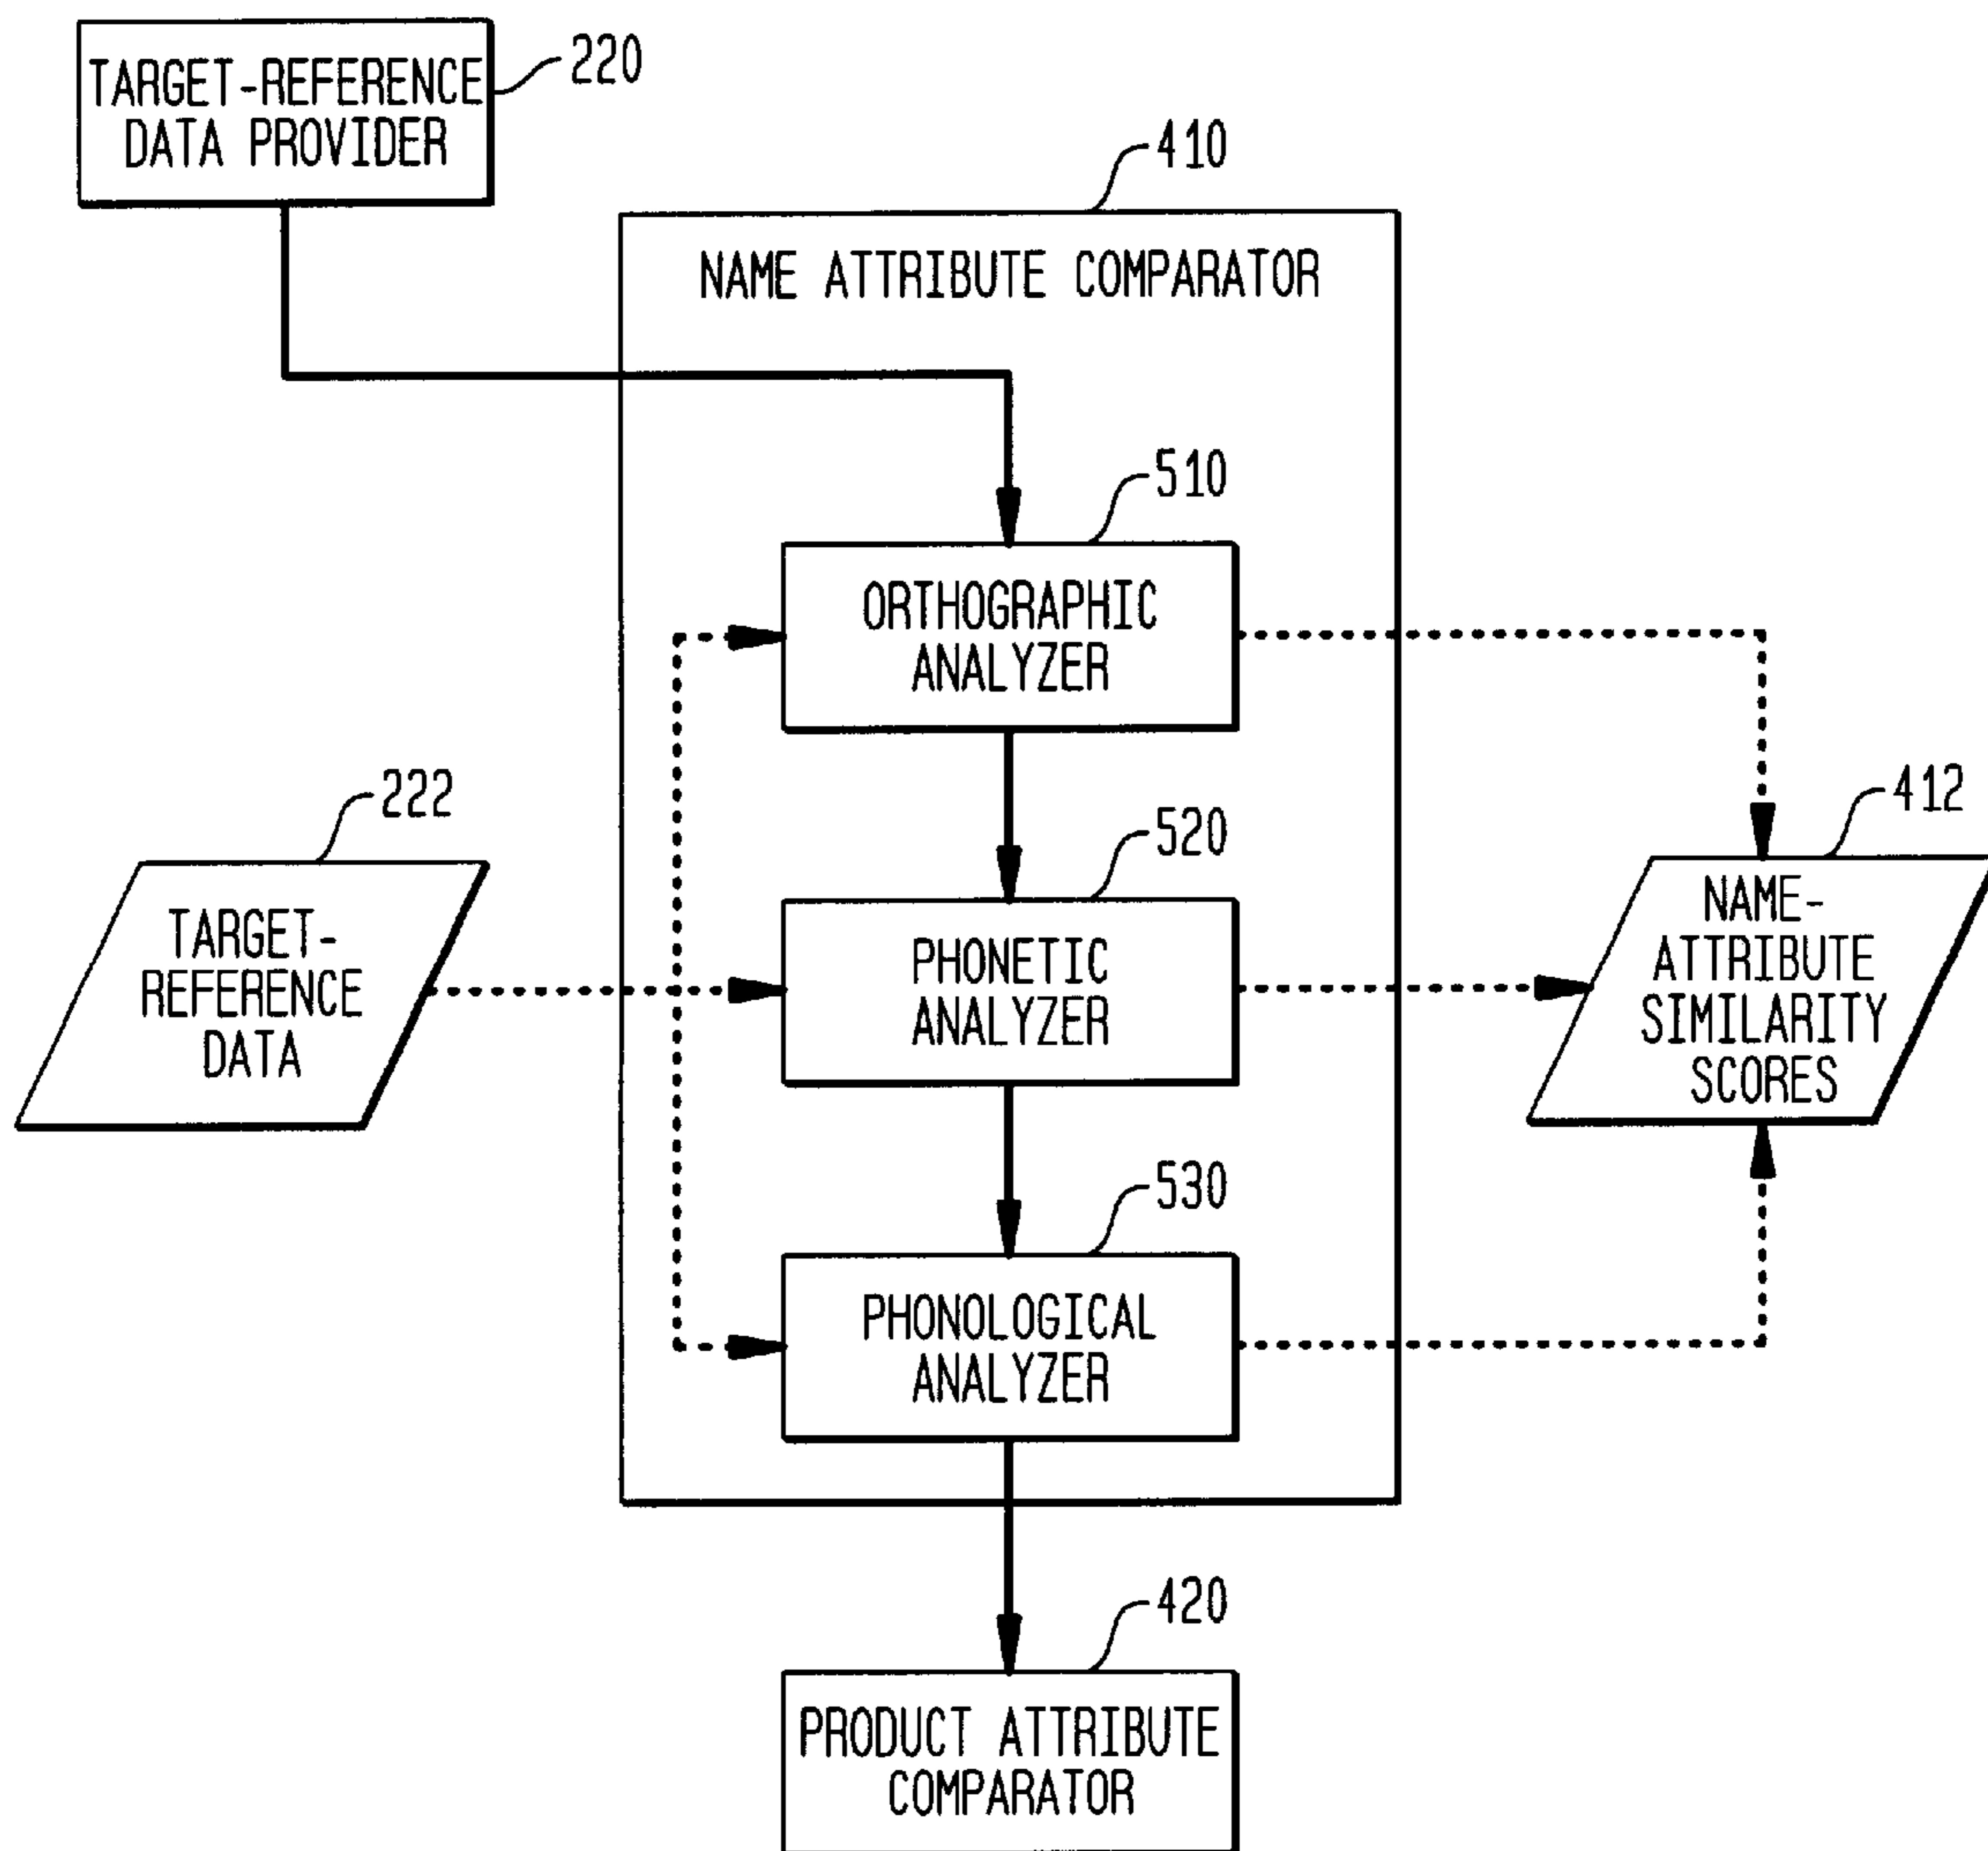 TARGET-REFERENCE
DATA PROVIDER
220
410
NAME ATTRIBUTE COMPARATOR
510
ORTHOGRAPHIC
ANALYZER
222
TARGET-
REFERENCE
DATA
520
PHONETIC
ANALYZER
412
NAME-
ATTRIBUTE
SIMILARITY
SCORES
530
PHONOLOGICAL
ANALYZER
420
PRODUCT ATTRIBUTE
COMPARATOR